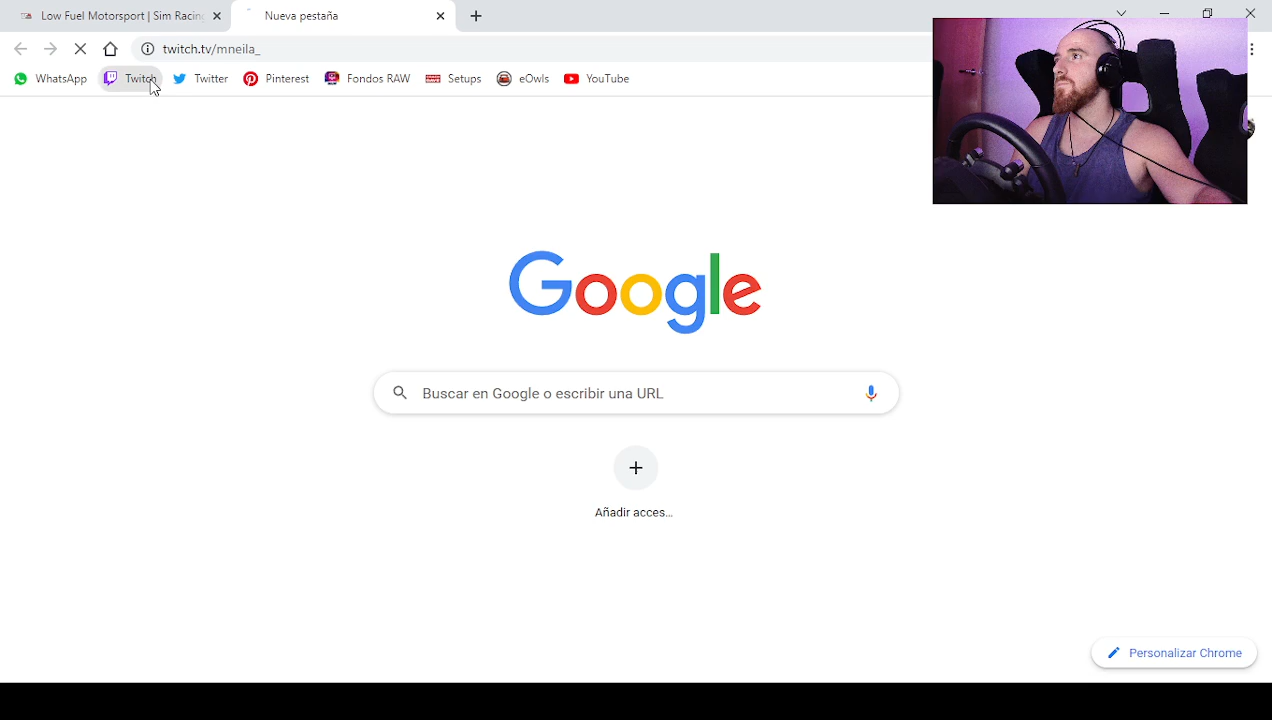 Low Fuel Motorsport | Sim Racing
Nueva pestaña
twitch.tv/mneila_
WhatsApp
Twitch
Twitter
Pinterest
Fondos RAW
Setups
eOwls
YouTube
Google
Buscar en Google o escribir una URL
Añadir acces...
Personalizar Chrome